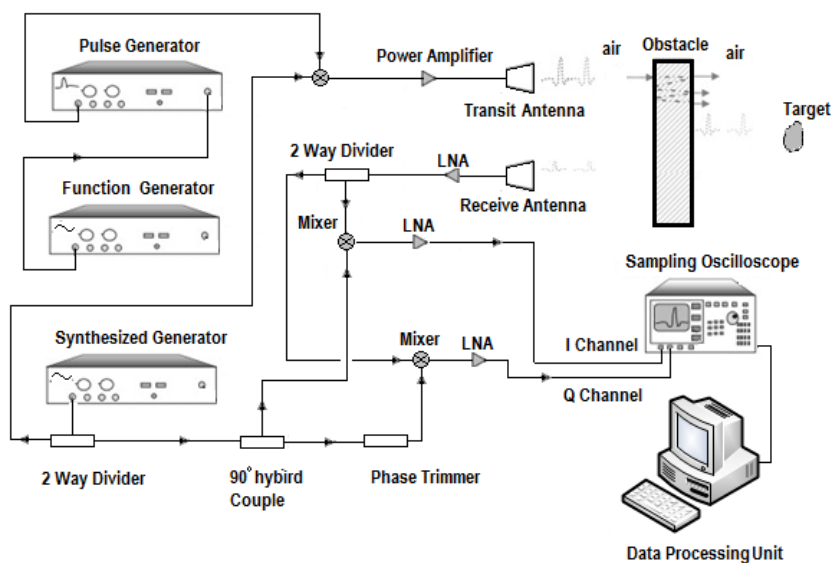 Pulse Generator
Power Amplifier
air
Obstacle
air
Transit Antenna
Target
2 Way Divider
LNA
Function Generator
Receive Antenna
Mixer
LNA
Sampling Oscilloscope
Synthesized Generator
Mixer
LNA
I Channel
Q Channel
2 Way Divider
90° hybird
Couple
Phase Trimmer
Data Processing Unit